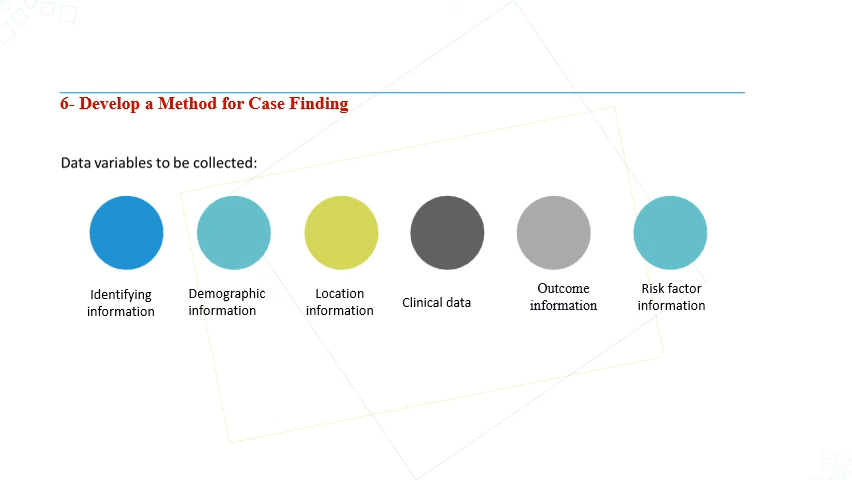 6- Develop a Method for Case Finding
Data variables to be collected:
Identifying
information
Demographic
information
Location
information
Clinical data
Outcome
information
Risk factor
information